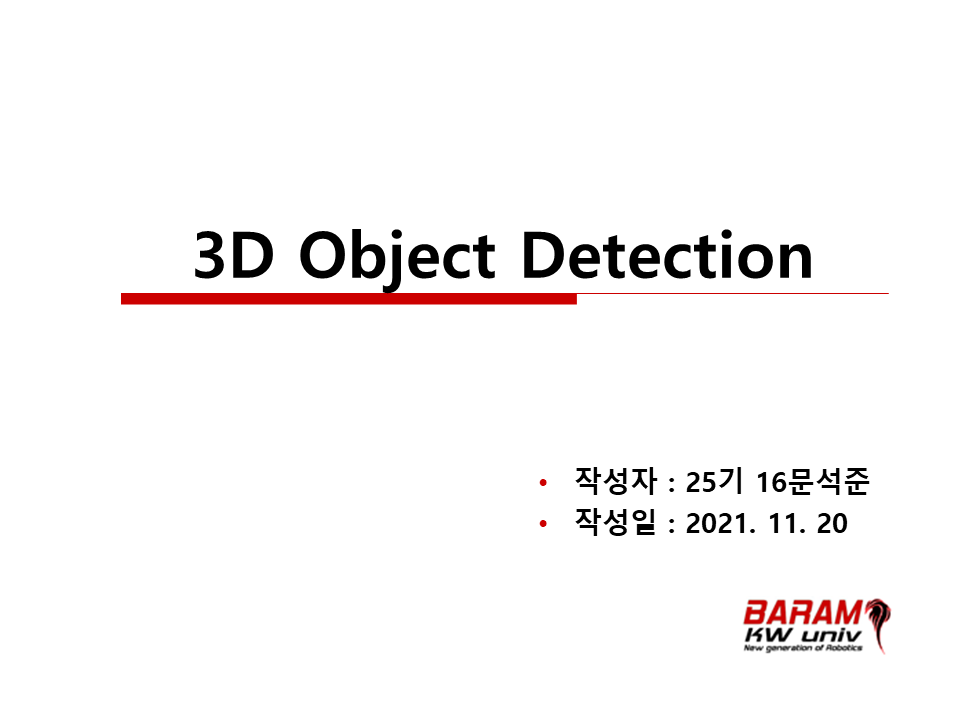 3D Object Detection
• 작성자 : 25기 16문석준
• 작성일 : 2021. 11. 20
BARAM
KW univ
New generation of Robotics